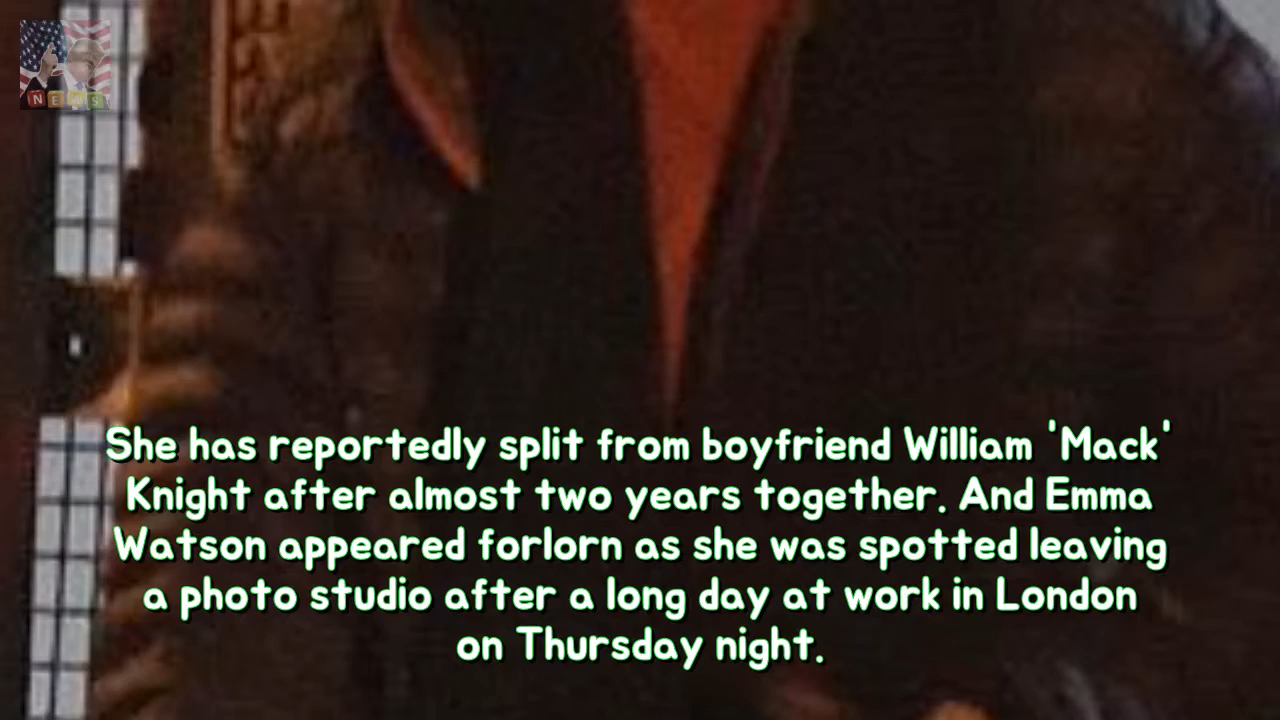 NEWS
She has reportedly split from boyfriend William 'Mack'
Knight after almost two years together. And Emma
Watson appeared forlorn as she was spotted leaving
a photo studio after a long day at work in London
on Thursday night.